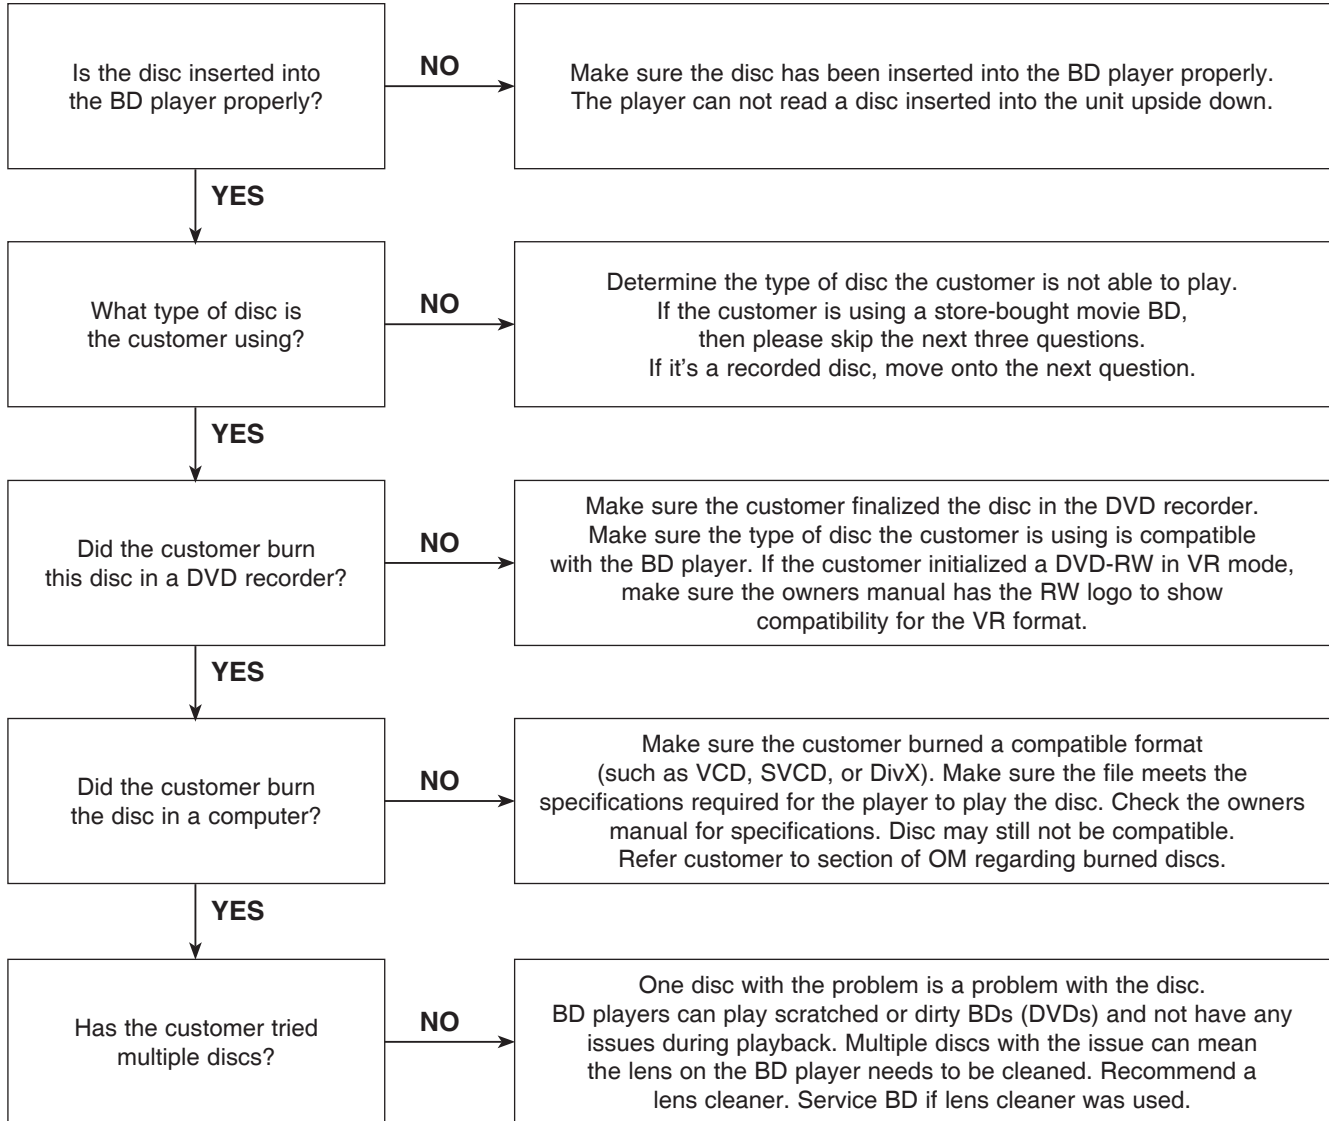 Is the disc inserted into
the BD player properly?
NO
Make sure the disc has been inserted into the BD player properly.
The player can not read a disc inserted into the unit upside down.
YES
What type of disc is
the customer using?
NO
Determine the type of disc the customer is not able to play.
If the customer is using a store-bought movie BD,
then please skip the next three questions.
If it's a recorded disc, move onto the next question.
YES
Did the customer burn
this disc in a DVD recorder?
NO
Make sure the customer finalized the disc in the DVD recorder.
Make sure the type of disc the customer is using is compatible
with the BD player. If the customer initialized a DVD-RW in VR mode,
make sure the owners manual has the RW logo to show
compatibility for the VR format.
YES
Did the customer burn
the disc in a computer?
NO
Make sure the customer burned a compatible format
(such as VCD, SVCD, or DivX). Make sure the file meets the
specifications required for the player to play the disc. Check the owners
manual for specifications. Disc may still not be compatible.
Refer customer to section of OM regarding burned discs.
YES
Has the customer tried
multiple discs?
NO
One disc with the problem is a problem with the disc.
BD players can play scratched or dirty BDs (DVDs) and not have any
issues during playback. Multiple discs with the issue can mean
the lens on the BD player needs to be cleaned. Recommend a
lens cleaner. Service BD if lens cleaner was used.